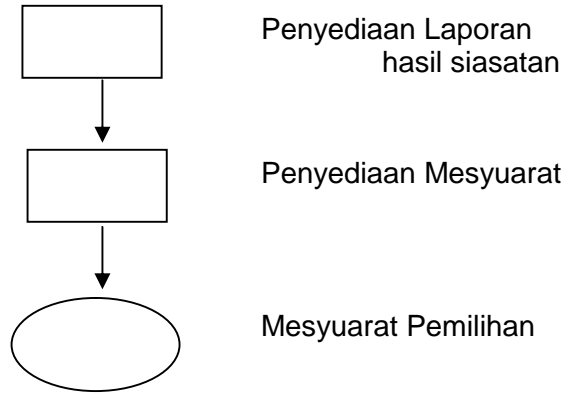 Penyediaan Laporan
hasil siasatan
Penyediaan Mesyuarat
Mesyuarat Pemilihan